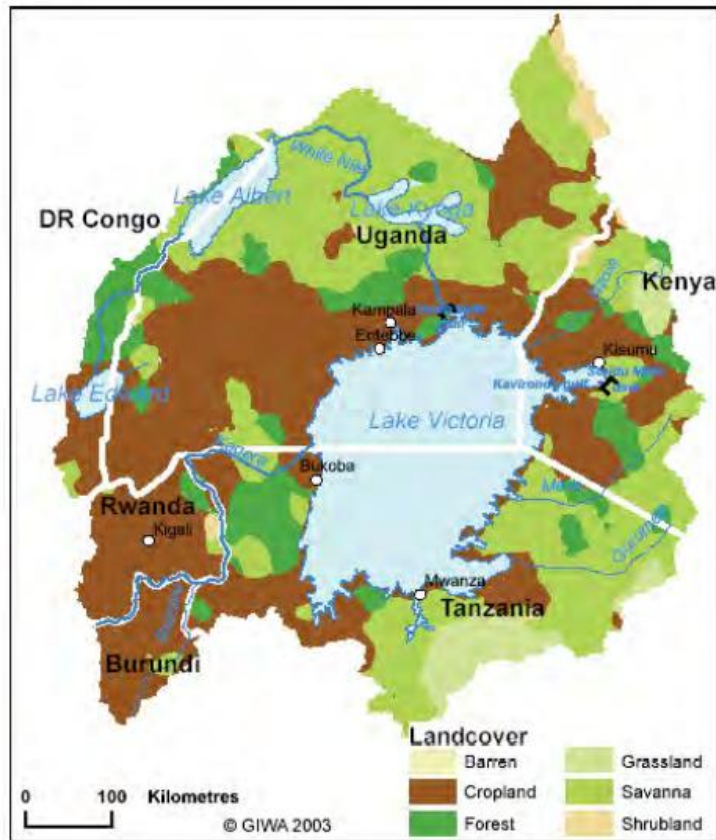 White Nile
Lake Albert
DR Congo
Lake Kyoga
Uganda
Kenya
Kampala
Entebbe
Kisumu
Lake Edward
Lake Victoria
Bukoba
Rwanda
Kigali
Mwanza
Tanzania
Burundi
Landcover
Barren Grassland
Cropland Savanna
Forest Shrubland
0 100 Kilometres
© GIWA 2003